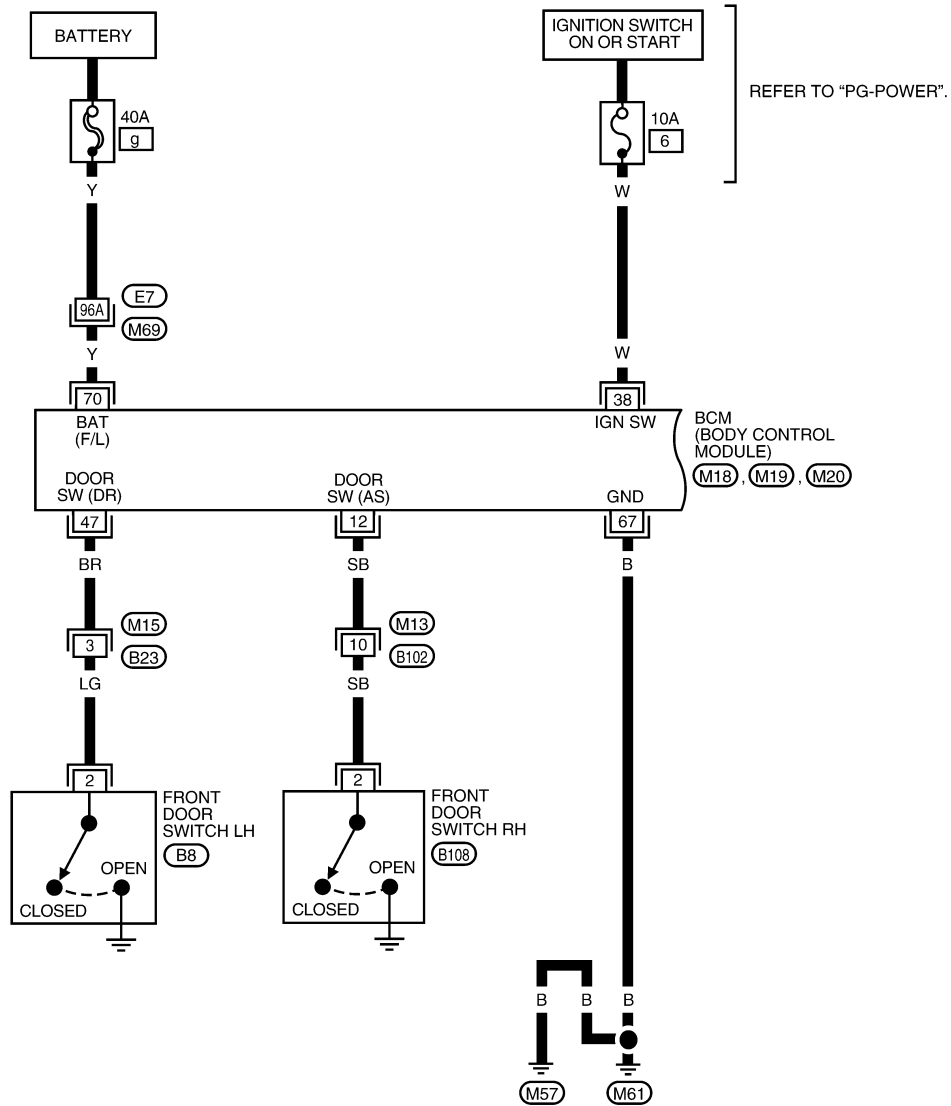 BATTERY
IGNITION SWITCH
ON OR START
REFER TO “PG-POWER”.
40A
g
10A
6
Y
W
96A
E7
M69
Y
W
70
38
BAT
(F/L)
IGN SW
BCM
(BODY CONTROL
MODULE)
M18 , M19 , M20
DOOR
SW (DR)
DOOR
SW (AS)
GND
47
12
67
BR
SB
B
3
M15
B23
10
M13
B102
LG
SB
2
2
FRONT
DOOR
SWITCH LH
B8
FRONT
DOOR
SWITCH RH
B108
OPEN
CLOSED
OPEN
CLOSED
B
B
B
M57
M61